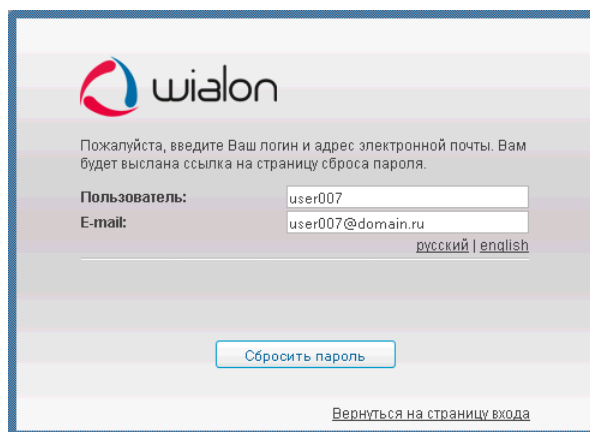 wialon
Пожалуйста, введите Ваш логин и адрес электронной почты. Вам
будет выслана ссылка на страницу сброса пароля.
Пользователь: user007
E-mail: user007@domain.ru
русский | english
Сбросить пароль
Вернуться на страницу входа